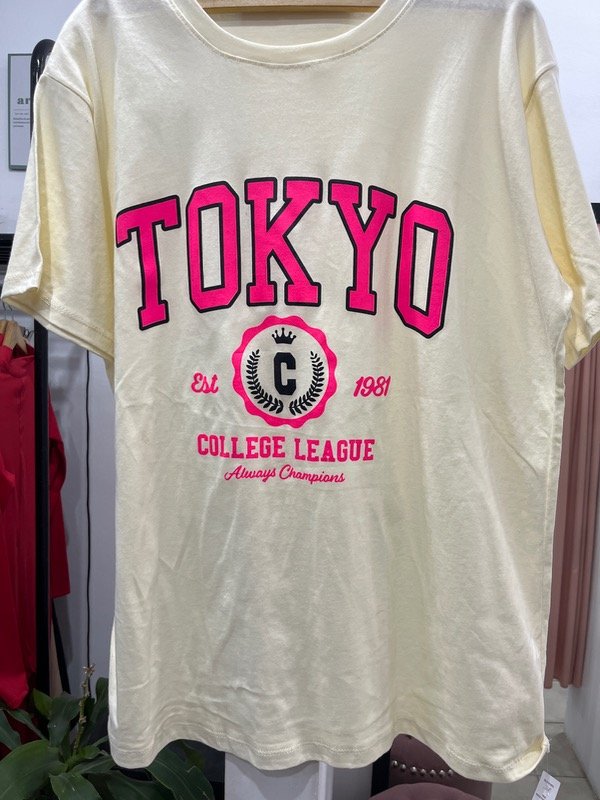 TOKYO
C
Est 1981
COLLEGE LEAGUE
Always Champions